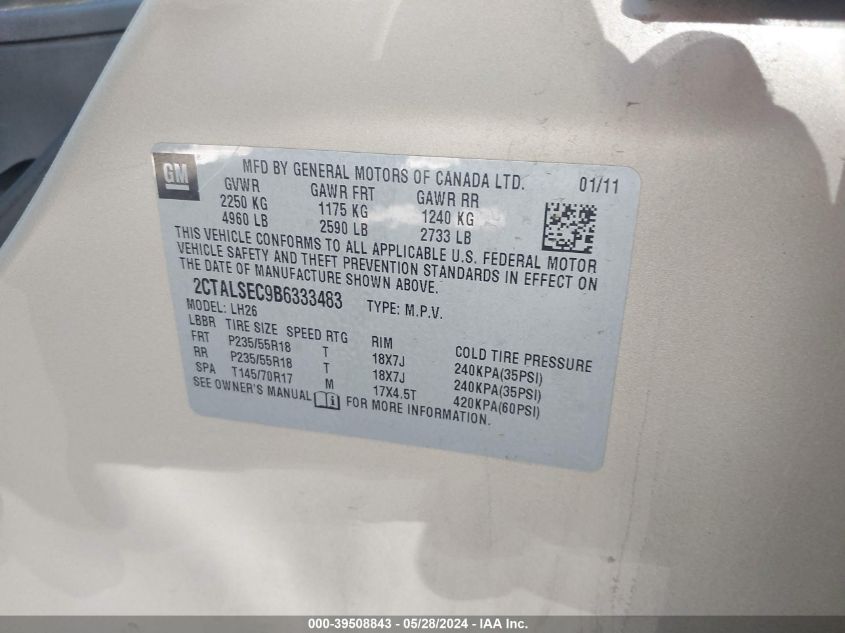 GM
MFD BY GENERAL MOTORS OF CANADA LTD. 01/11
GVWR GAWR FRT GAWR RR
2250 KG 1175 KG 1240 KG
4960 LB 2590 LB 2733 LB
THIS VEHICLE CONFORMS TO ALL APPLICABLE U.S. FEDERAL MOTOR
VEHICLE SAFETY AND THEFT PREVENTION STANDARDS IN EFFECT ON
THE DATE OF MANUFACTURE SHOWN ABOVE.
2CTALSEC9B6333483 TYPE: M.P.V.
MODEL: LH26
LBBR TIRE SIZE SPEED RTG RIM COLD TIRE PRESSURE
FRT P235/55R18 T 18X7J 240KPA(35PSI)
RR P235/55R18 T 18X7J 240KPA(35PSI)
SPA T145/70R17 M 17X4.5T 420KPA(60PSI)
SEE OWNER'S MANUAL FOR MORE INFORMATION.
000-39508843 / 05/28/2024 - IAA Inc.